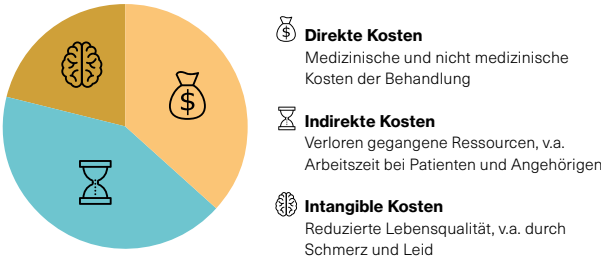 Direkte Kosten
Medizinische und nicht medizinische
Kosten der Behandlung
Indirekte Kosten
Verloren gegangene Ressourcen, v.a.
Arbeitszeit bei Patienten und Angehörigen
Intangible Kosten
Reduzierte Lebensqualität, v.a. durch
Schmerz und Leid